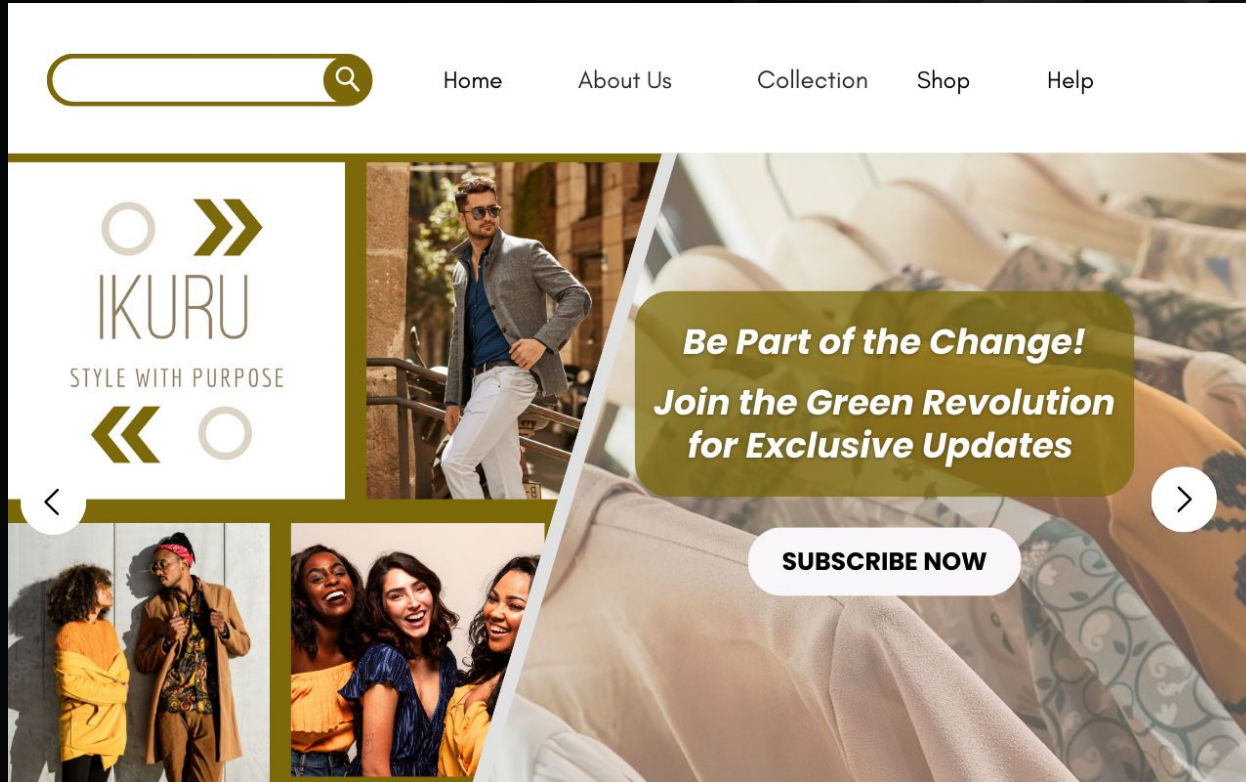 Home About Us Collection Shop Help
IKURU
STYLE WITH PURPOSE
Be Part of the Change!
Join the Green Revolution
for Exclusive Updates
SUBSCRIBE NOW